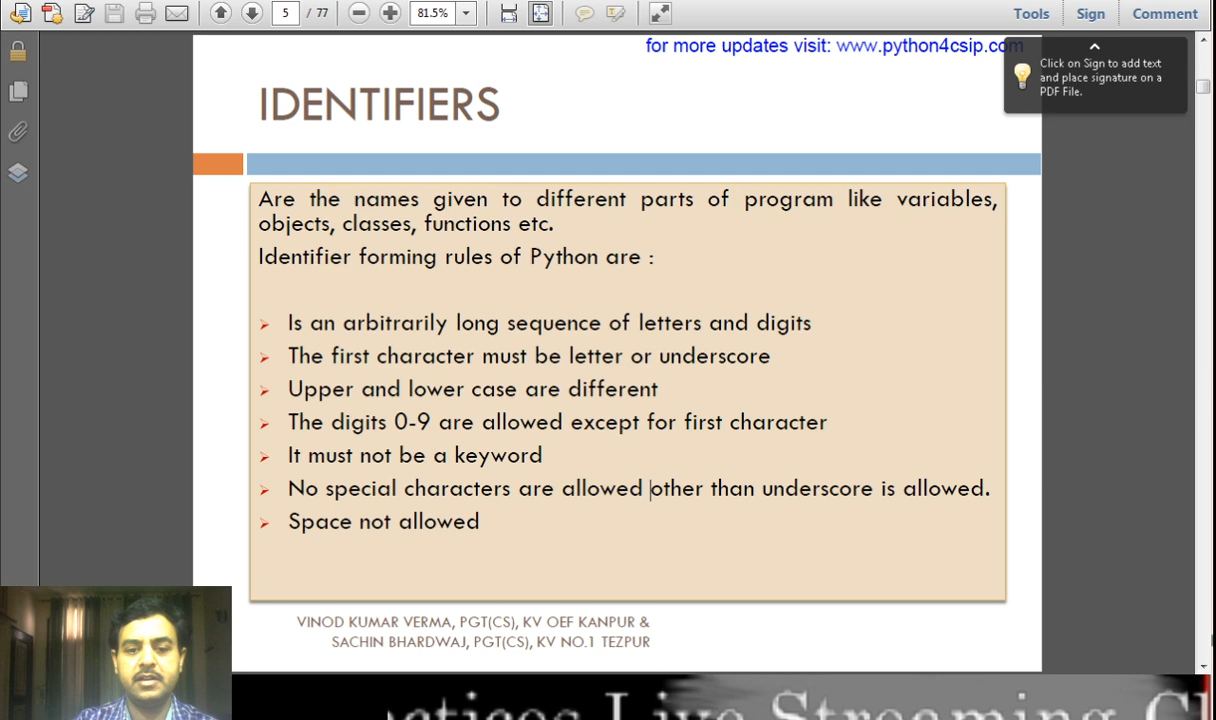 5 / 77
81.5%
Tools
Sign
Comment
for more updates visit: www.python4csip.com
Click on Sign to add text
and place signature on a
PDF File.
IDENTIFIERS
Are the names given to different parts of program like variables,
objects, classes, functions etc.
Identifier forming rules of Python are :
Is an arbitrarily long sequence of letters and digits
The first character must be letter or underscore
Upper and lower case are different
The digits 0-9 are allowed except for first character
It must not be a keyword
No special characters are allowed other than underscore is allowed.
Space not allowed
VINOD KUMAR VERMA, PGT(CS), KV OEF KANPUR &
SACHIN BHARDWAJ, PGT(CS), KV NO.1 TEZPUR
Live Streaming